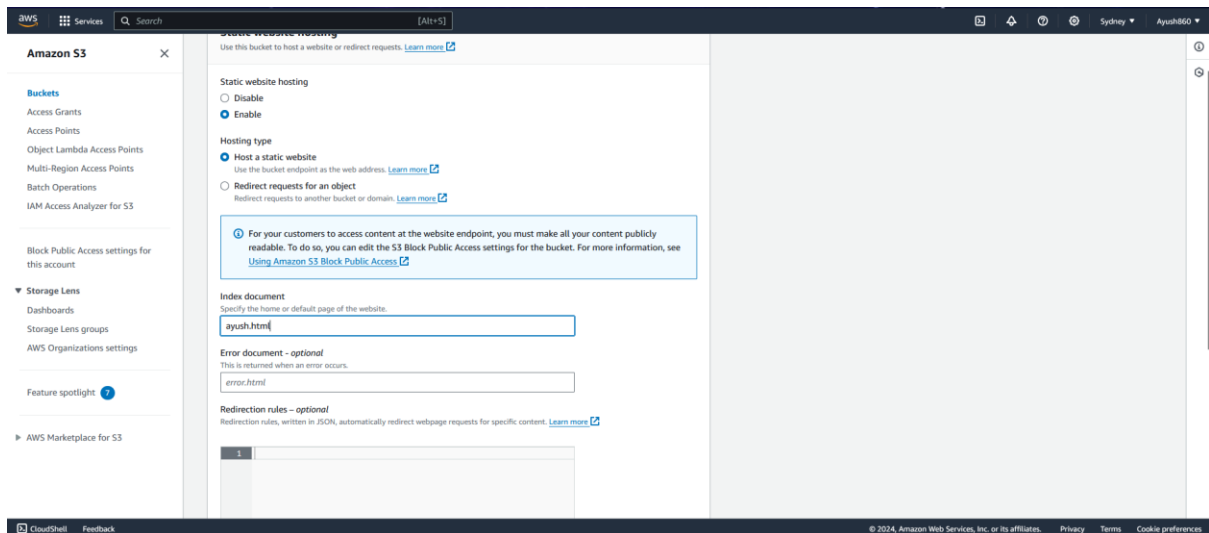 aws
Services
Search
[Alt+S]
Sydney ▼
Ayush860 ▼
Amazon S3
Buckets
Access Grants
Access Points
Object Lambda Access Points
Multi-Region Access Points
Batch Operations
IAM Access Analyzer for S3
Block Public Access settings for
this account
▼ Storage Lens
Dashboards
Storage Lens groups
AWS Organizations settings
Feature spotlight 7
▶ AWS Marketplace for S3
Static website hosting
Use this bucket to host a website or redirect requests. Learn more
Static website hosting
Disable
Enable
Hosting type
Host a static website
Use the bucket endpoint as the web address. Learn more
Redirect requests for an object
Redirect requests to another bucket or domain. Learn more
For your customers to access content at the website endpoint, you must make all your content publicly
readable. To do so, you can edit the S3 Block Public Access settings for the bucket. For more information, see
Using Amazon S3 Block Public Access
Index document
Specify the home or default page of the website.
ayush.html
Error document – optional
This is returned when an error occurs.
error.html
Redirection rules – optional
Redirection rules, written in JSON, automatically redirect webpage requests for specific content. Learn more
1
CloudShell
Feedback
© 2024, Amazon Web Services, Inc. or its affiliates.
Privacy
Terms
Cookie preferences